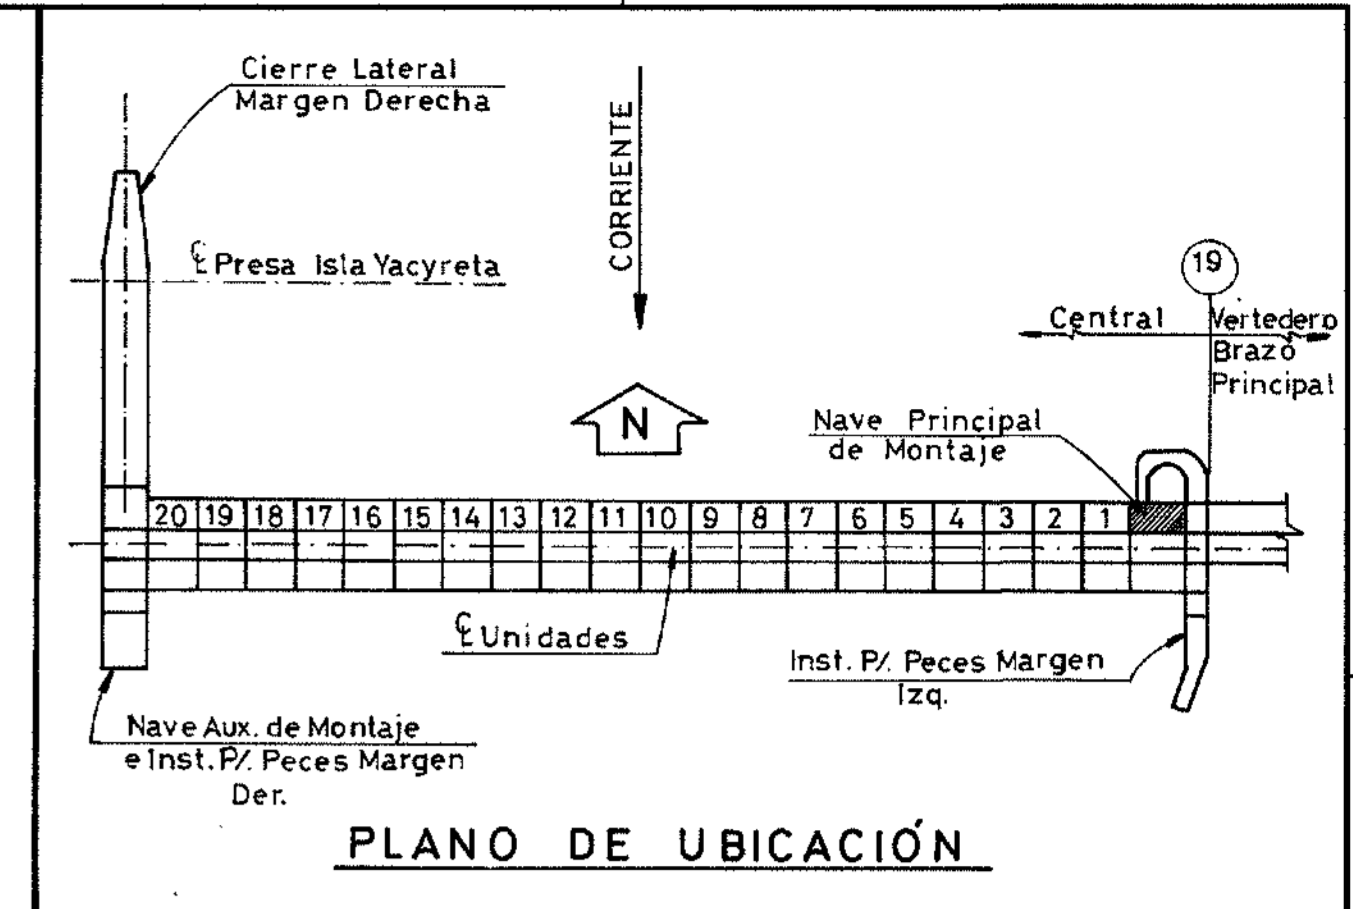 Cierre Lateral
Margen Derecha
CORRIENTE
℄ Presa Isla Yacyreta
19
Central
Vertedero
Brazo
Principal
N
Nave Principal
de Montaje
20 19 18 17 16 15 14 13 12 11 10 9 8 7 6 5 4 3 2 1
℄ Unidades
Inst. P/. Peces Margen
Izq.
Nave Aux. de Montaje
e Inst. P/. Peces Margen
Der.
PLANO DE UBICACIÓN